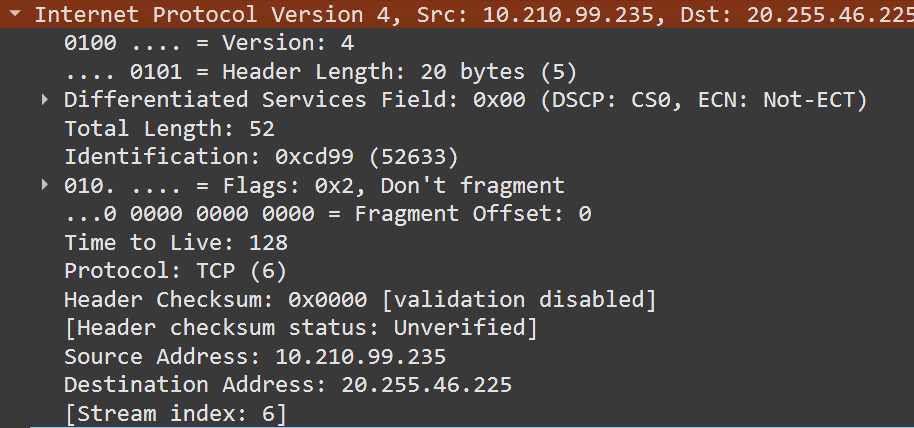 Internet Protocol Version 4, Src: 10.210.99.235, Dst: 20.255.46.225
0100 .... = Version: 4
.... 0101 = Header Length: 20 bytes (5)
Differentiated Services Field: 0x00 (DSCP: CS0, ECN: Not-ECT)
Total Length: 52
Identification: 0xcd99 (52633)
010. .... = Flags: 0x2, Don't fragment
...0 0000 0000 0000 = Fragment Offset: 0
Time to Live: 128
Protocol: TCP (6)
Header Checksum: 0x0000 [validation disabled]
[Header checksum status: Unverified]
Source Address: 10.210.99.235
Destination Address: 20.255.46.225
[Stream index: 6]